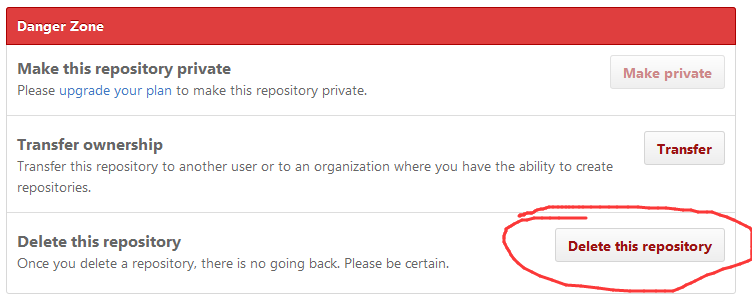 Danger Zone
Make this repository private
Make private
Please upgrade your plan to make this repository private.
Transfer ownership
Transfer
Transfer this repository to another user or to an organization where you have the ability to create
repositories.
Delete this repository
Delete this repository
Once you delete a repository, there is no going back. Please be certain.